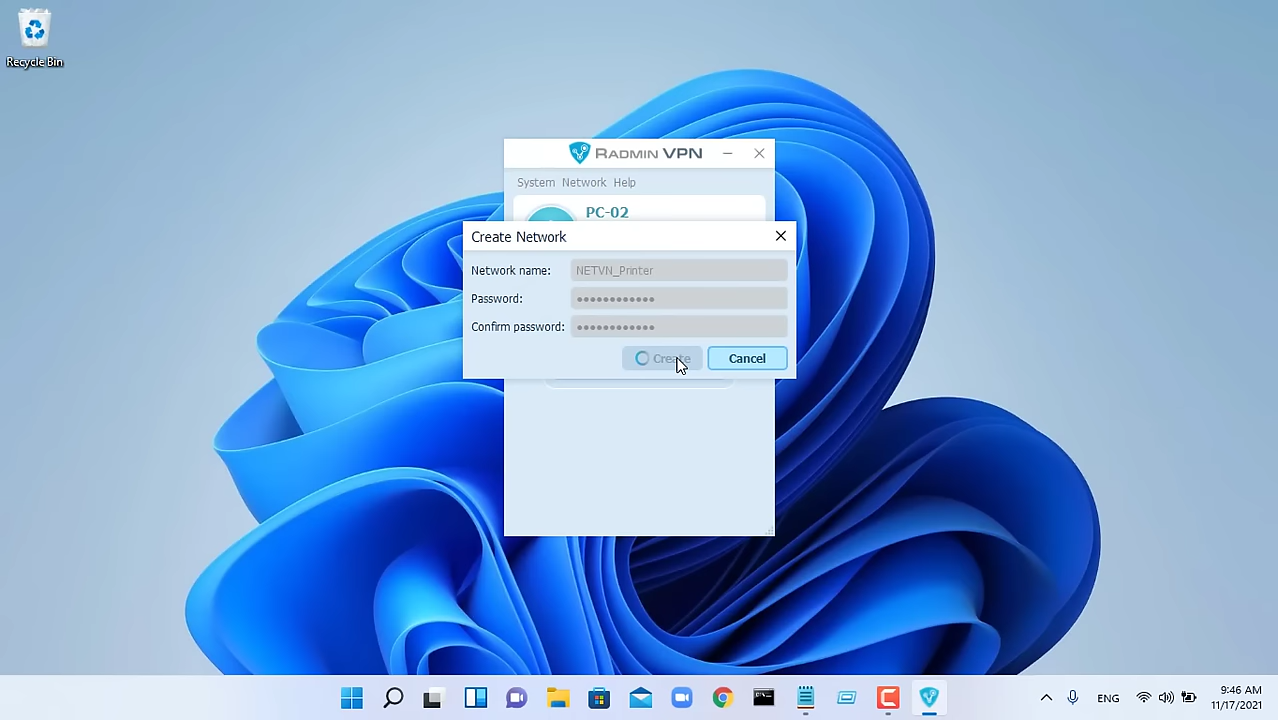 Recycle Bin
RADMIN VPN
System Network Help
PC-02
Create Network
Network name: NETVN_Printer
Password: ••••••••••••
Confirm password: ••••••••••••
Create Cancel
ENG
9:46 AM
11/17/2021